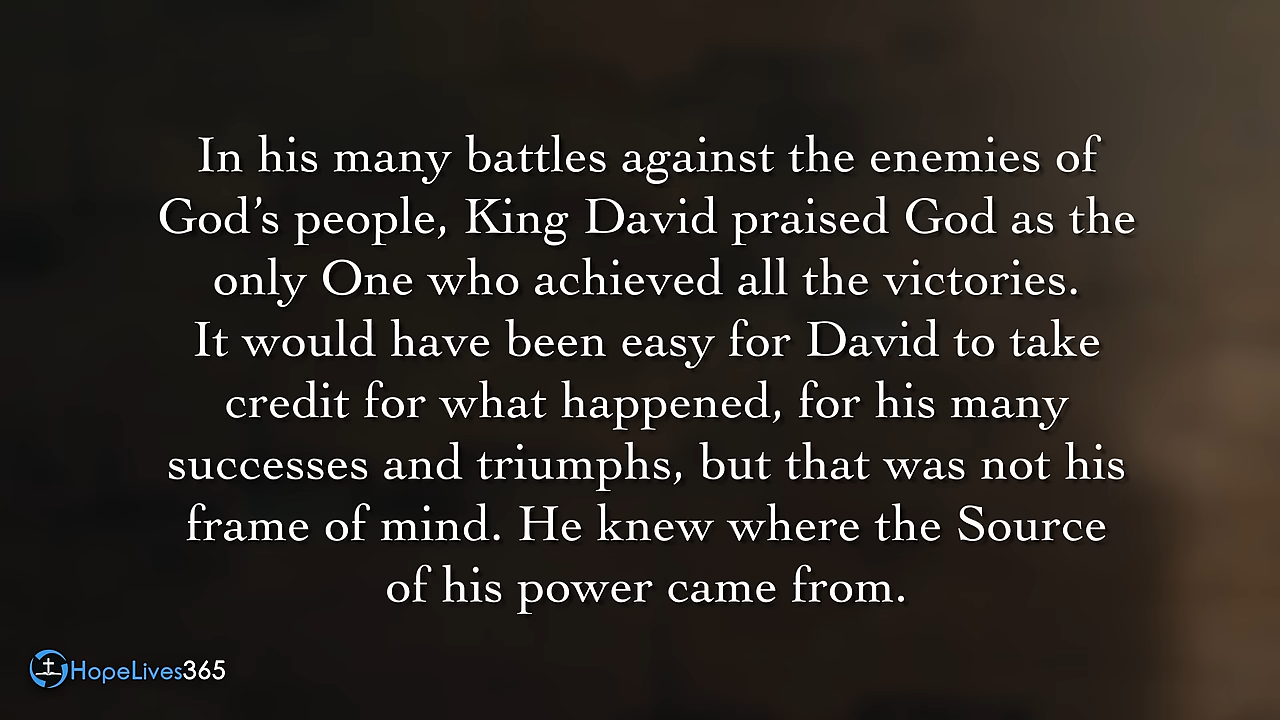 In his many battles against the enemies of
God’s people, King David praised God as the
only One who achieved all the victories.
It would have been easy for David to take
credit for what happened, for his many
successes and triumphs, but that was not his
frame of mind. He knew where the Source
of his power came from.
HopeLives365